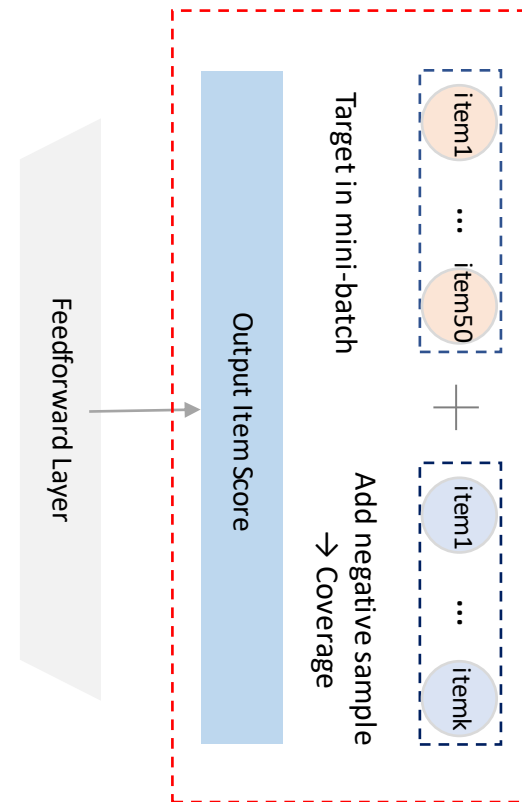 item1
...
item50
+
item1
...
itemk
Target in mini-batch
Add negative sample
→ Coverage
Output Item Score
Feedforward Layer